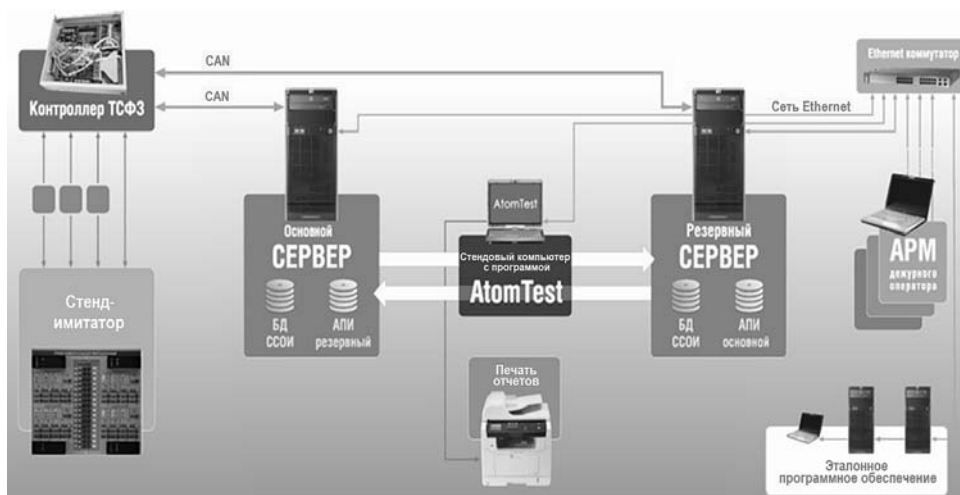 CAN
Ethernet коммутатор
Контроллер ТСФЗ
CAN
Сеть Ethernet
AtomTest
Основной
СЕРВЕР
БД
ССОИ
АПИ
резервный
Стендовый компьютер
с программой
AtomTest
Резервный
СЕРВЕР
БД
ССОИ
АПИ
основной
АРМ
дежурного
оператора
Стенд-
имитатор
Печать
отчетов
Эталонное
программное обеспечение